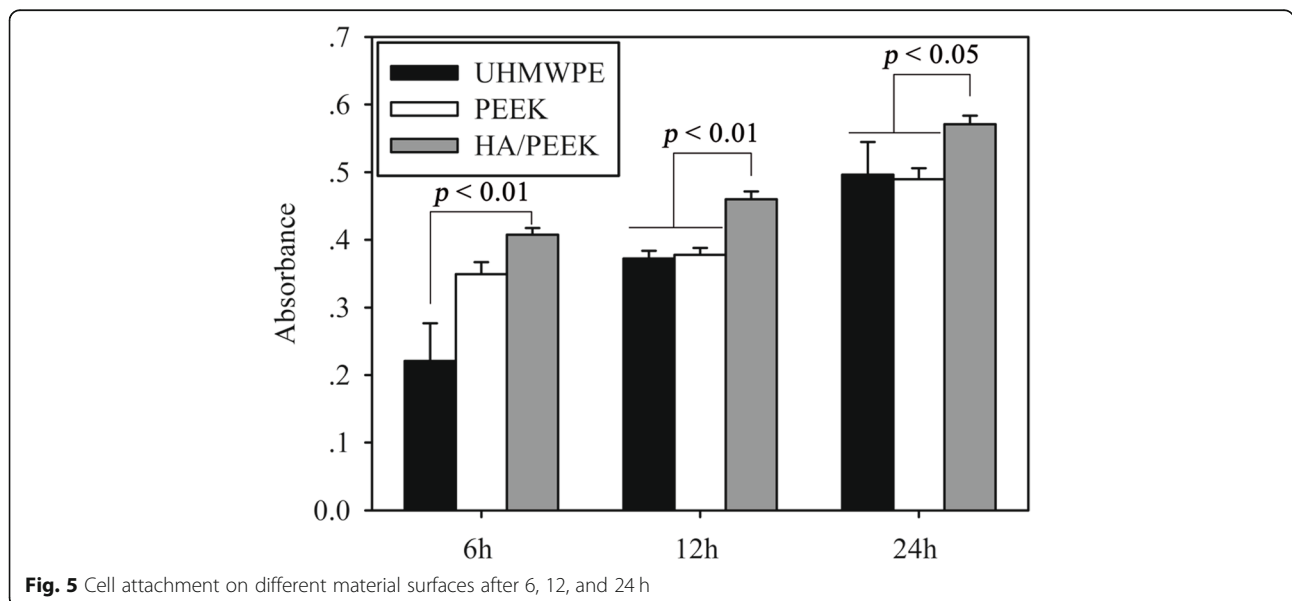 .7
.6
.5
.4
.3
.2
.1
0.0
Absorbance
UHMWPE
PEEK
HA/PEEK
p < 0.01
p < 0.01
p < 0.05
6h
12h
24h
Fig. 5 Cell attachment on different material surfaces after 6, 12, and 24 h